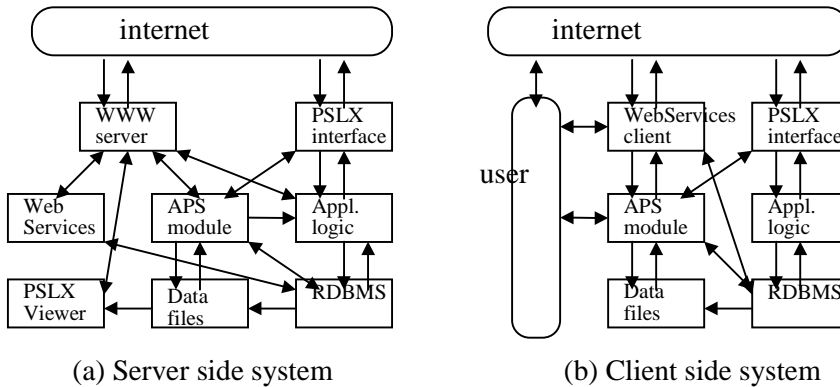 internet
WWW
server
PSLX
interface
Web
Services
APS
module
Appl.
logic
PSLX
Viewer
Data
files
RDBMS
(a) Server side system
internet
user
WebServices
client
PSLX
interface
APS
module
Appl.
logic
Data
files
RDBMS
(b) Client side system